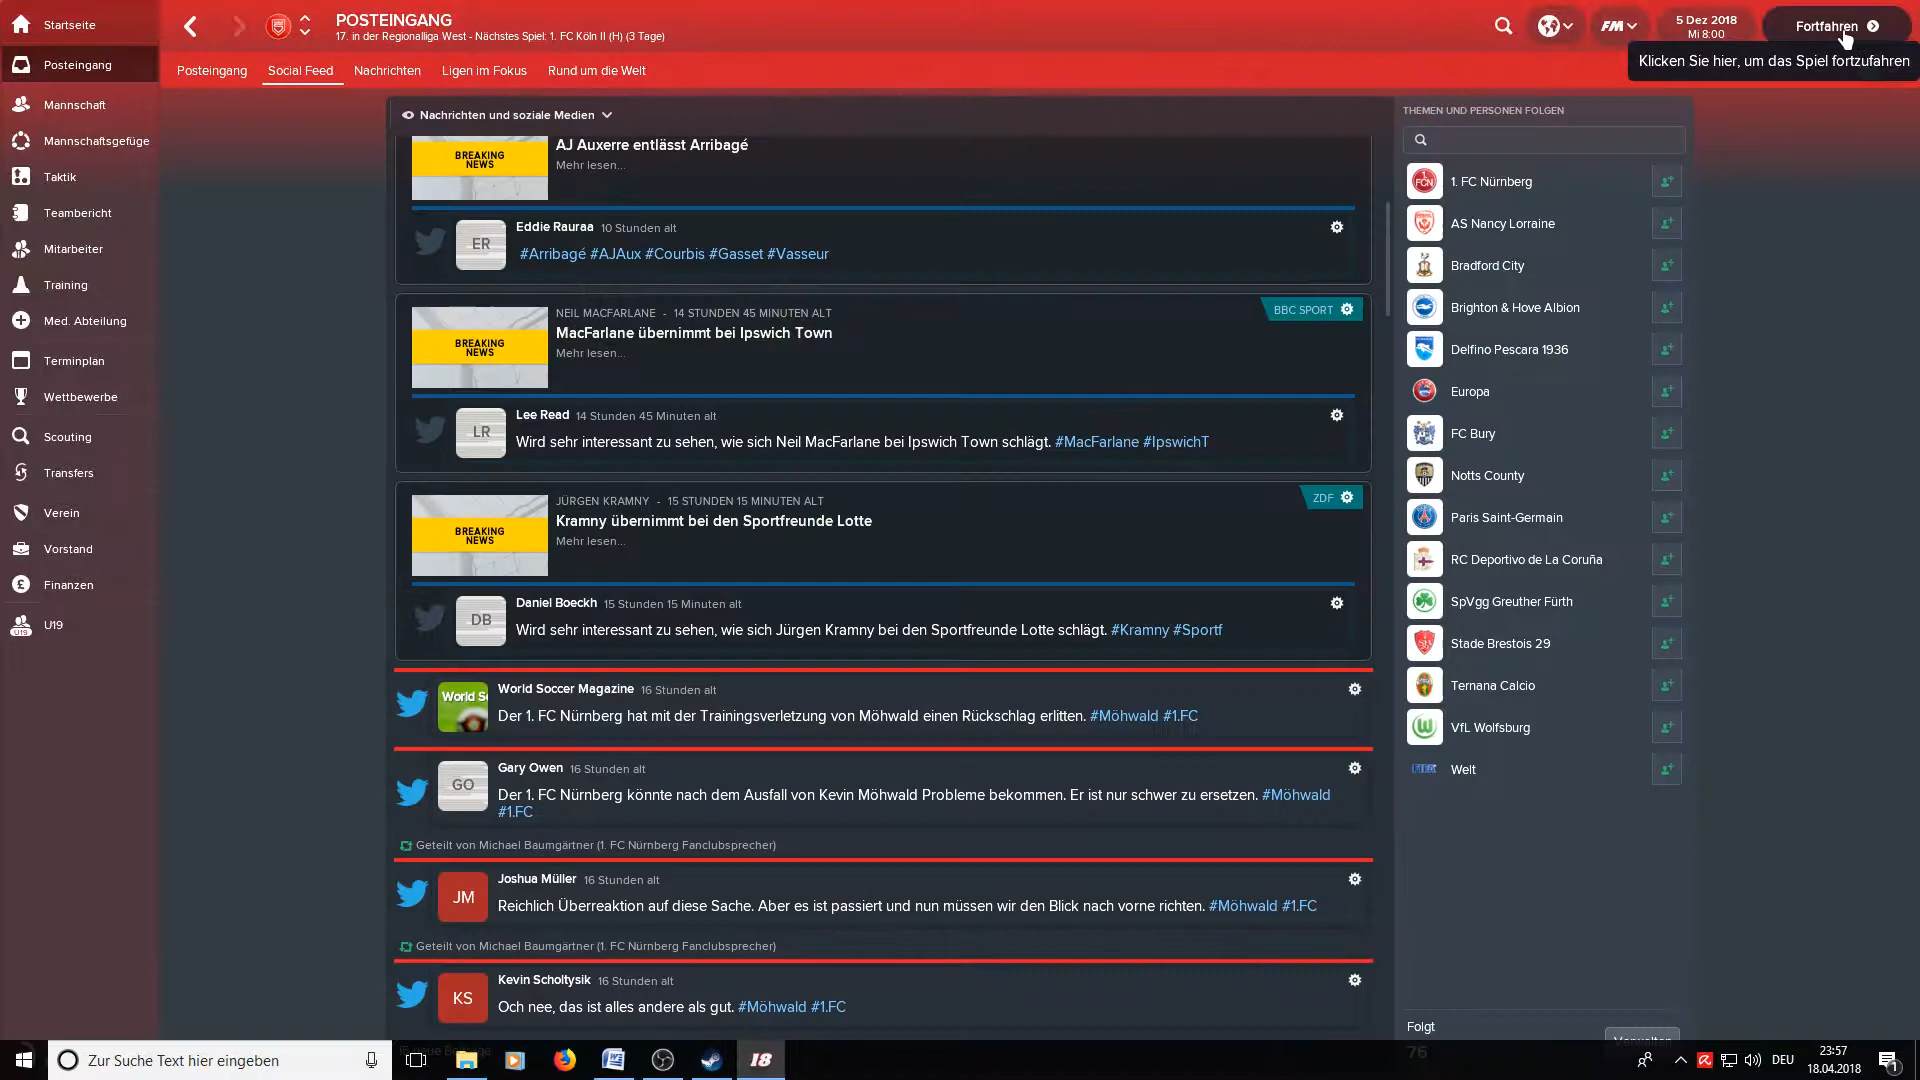 Startseite
POSTEINGANG
17. in der Regionalliga West - Nächstes Spiel: 1. FC Köln II (H) (3 Tage)
FM
5 Dez 2018
Mi 8:00
Fortfahren
Klicken Sie hier, um das Spiel fortzufahren
Posteingang
Posteingang
Social Feed
Nachrichten
Ligen im Fokus
Rund um die Welt
Mannschaft
Mannschaftsgefüge
Taktik
Teambericht
Mitarbeiter
Training
Med. Abteilung
Terminplan
Wettbewerbe
Scouting
Transfers
Verein
Vorstand
Finanzen
U19
U19
Nachrichten und soziale Medien
BREAKING
NEWS
AJ Auxerre entlässt Arribagé
Mehr lesen...
ER
Eddie Rauraa 10 Stunden alt
#Arribagé #AJAux #Courbis #Gasset #Vasseur
BREAKING
NEWS
NEIL MACFARLANE - 14 STUNDEN 45 MINUTEN ALT
BBC SPORT
MacFarlane übernimmt bei Ipswich Town
Mehr lesen...
LR
Lee Read 14 Stunden 45 Minuten alt
Wird sehr interessant zu sehen, wie sich Neil MacFarlane bei Ipswich Town schlägt. #MacFarlane #IpswichT
BREAKING
NEWS
JÜRGEN KRAMNY - 15 STUNDEN 15 MINUTEN ALT
ZDF
Kramny übernimmt bei den Sportfreunde Lotte
Mehr lesen...
DB
Daniel Boeckh 15 Stunden 15 Minuten alt
Wird sehr interessant zu sehen, wie sich Jürgen Kramny bei den Sportfreunde Lotte schlägt. #Kramny #Sportf
World S
World Soccer Magazine 16 Stunden alt
Der 1. FC Nürnberg hat mit der Trainingsverletzung von Möhwald einen Rückschlag erlitten. #Möhwald #1.FC
GO
Gary Owen 16 Stunden alt
Der 1. FC Nürnberg könnte nach dem Ausfall von Kevin Möhwald Probleme bekommen. Er ist nur schwer zu ersetzen. #Möhwald
#1.FC
Geteilt von Michael Baumgärtner (1. FC Nürnberg Fanclubsprecher)
JM
Joshua Müller 16 Stunden alt
Reichlich Überreaktion auf diese Sache. Aber es ist passiert und nun müssen wir den Blick nach vorne richten. #Möhwald #1.FC
Geteilt von Michael Baumgärtner (1. FC Nürnberg Fanclubsprecher)
KS
Kevin Scholtysik 16 Stunden alt
Och nee, das ist alles andere als gut. #Möhwald #1.FC
THEMEN UND PERSONEN FOLGEN
1. FC Nürnberg
AS Nancy Lorraine
Bradford City
Brighton & Hove Albion
Delfino Pescara 1936
Europa
FC Bury
Notts County
Paris Saint-Germain
RC Deportivo de La Coruña
SpVgg Greuther Fürth
Stade Brestois 29
Ternana Calcio
VfL Wolfsburg
FIFA
Welt
Folgt
76
Verwalten
Zur Suche Text hier eingeben
18
DEU
23:57
18.04.2018
1